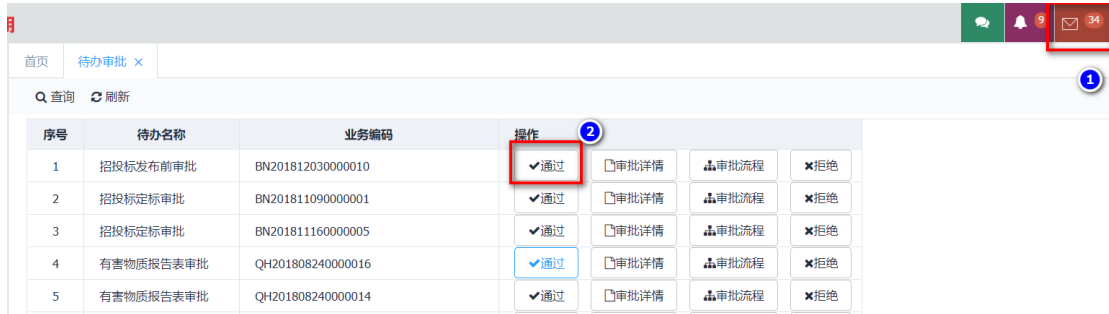 9 34
首页 待办审批 ×
1
查询 刷新
2
序号 待办名称 业务编码 操作
1 招投标发布前审批 BN201812030000010 通过 审批详情 审批流程 拒绝
2 招投标定标审批 BN201811090000001 通过 审批详情 审批流程 拒绝
3 招投标定标审批 BN201811160000005 通过 审批详情 审批流程 拒绝
4 有害物质报告表审批 QH201808240000016 通过 审批详情 审批流程 拒绝
5 有害物质报告表审批 QH201808240000014 通过 审批详情 审批流程 拒绝